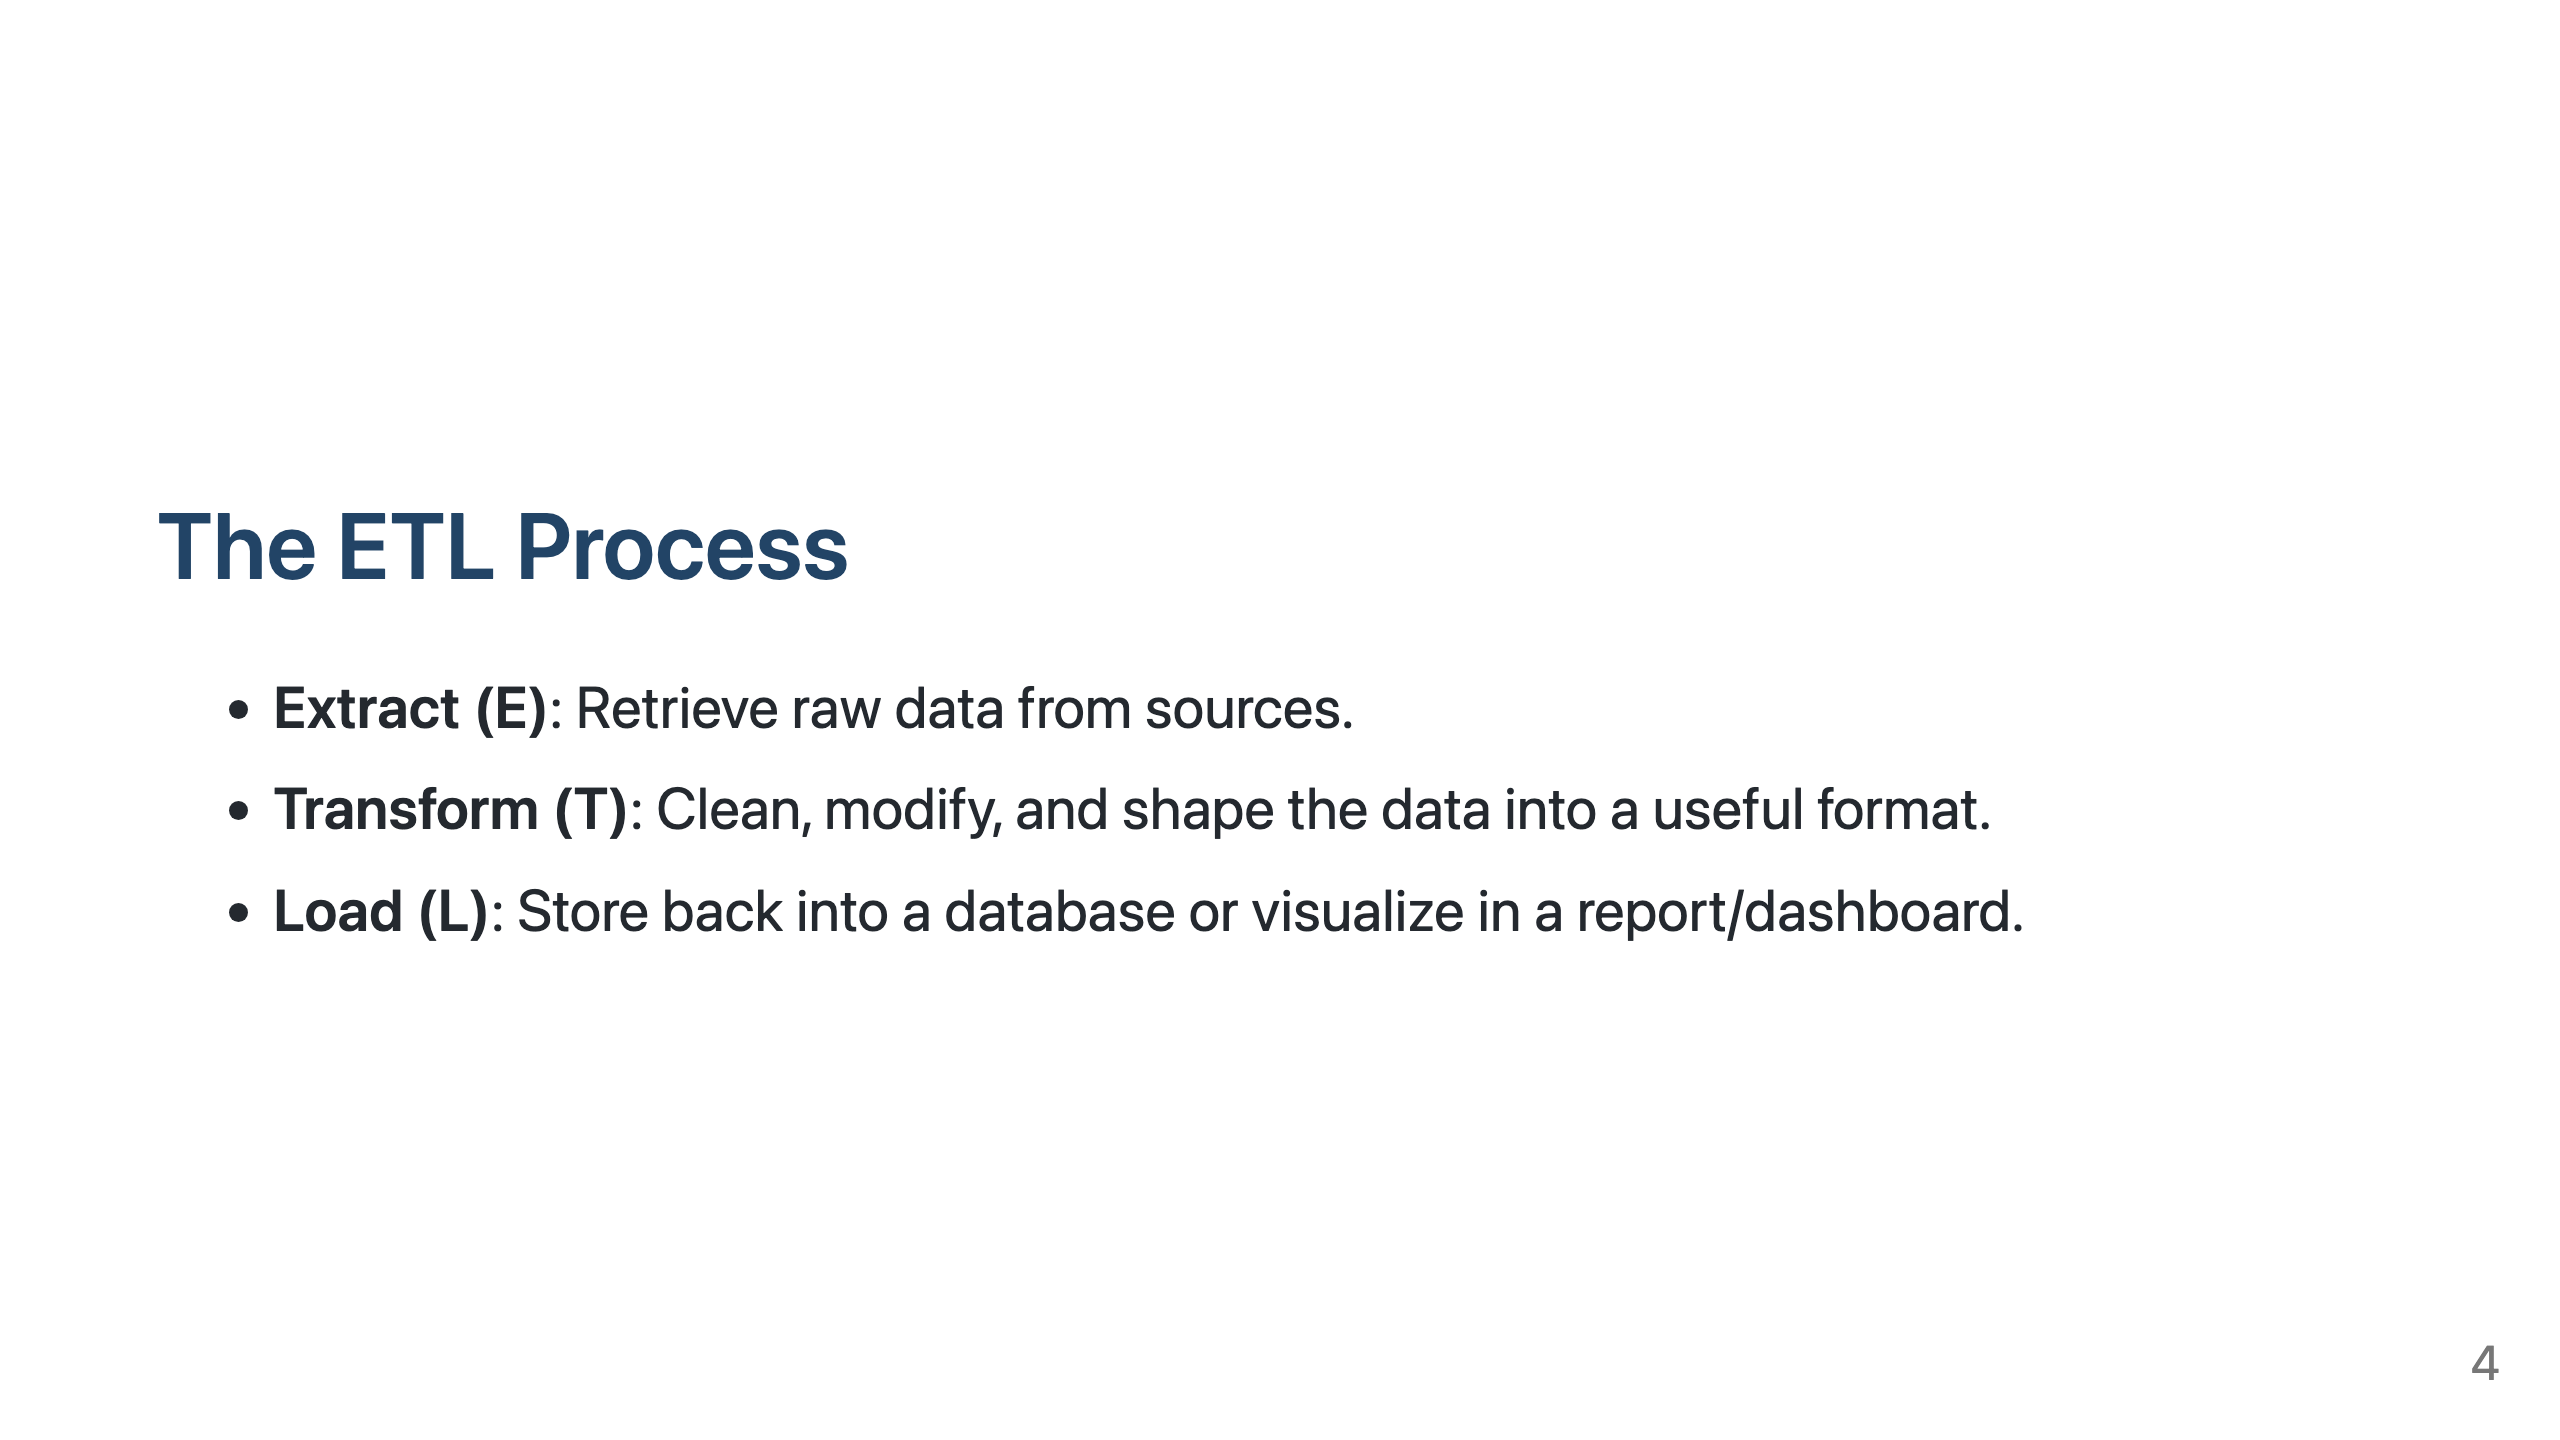 The ETL Process
• Extract (E): Retrieve raw data from sources.
• Transform (T): Clean, modify, and shape the data into a useful format.
• Load (L): Store back into a database or visualize in a report/dashboard.
4